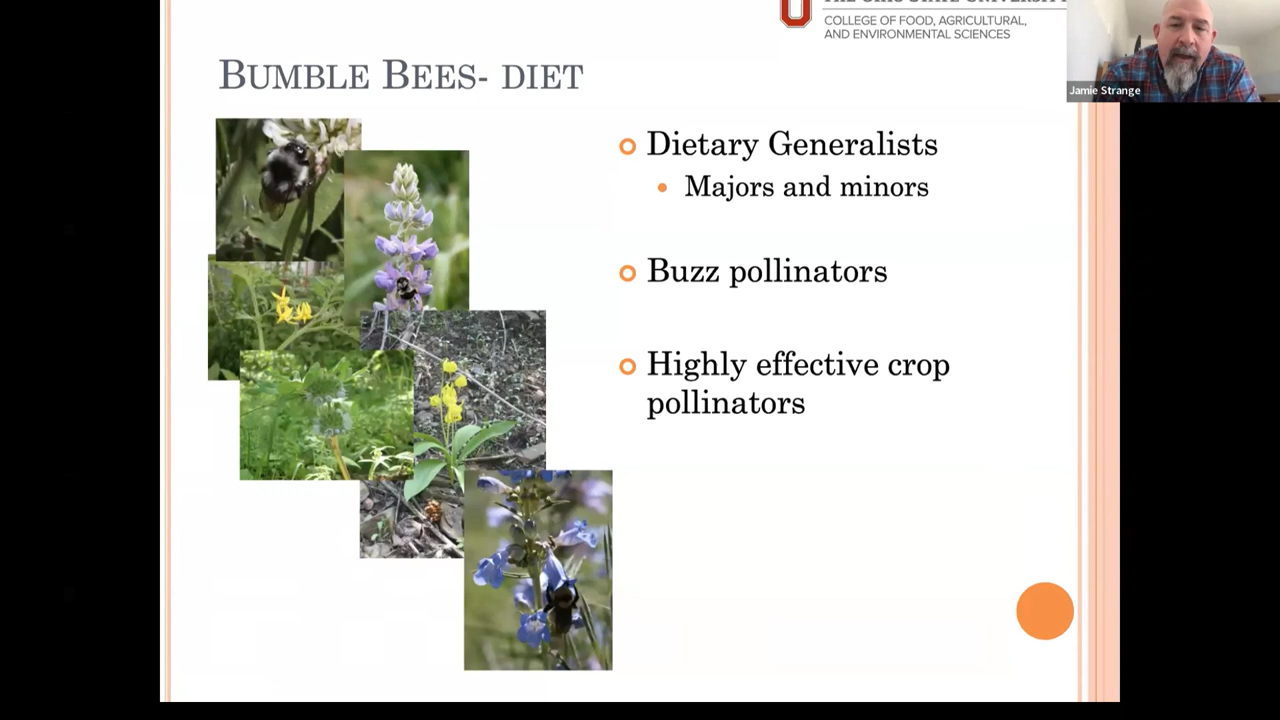 COLLEGE OF FOOD, AGRICULTURAL,
AND ENVIRONMENTAL SCIENCES
Jamie Strange
BUMBLE BEES- DIET
Dietary Generalists
Majors and minors
Buzz pollinators
Highly effective crop
pollinators